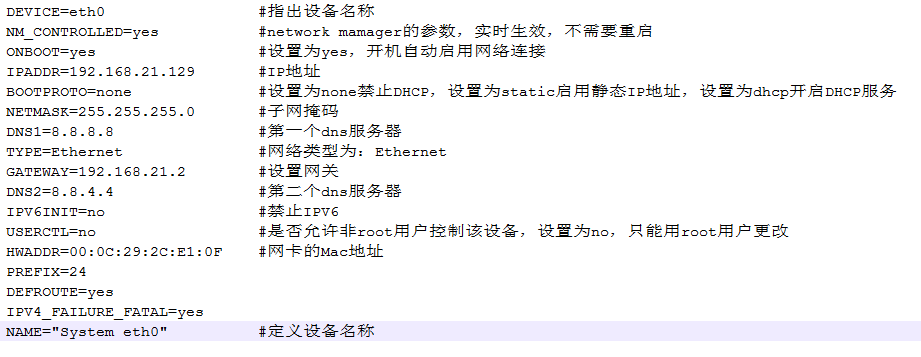 DEVICE=eth0 #指出设备名称
NM_CONTROLLED=yes #network mamager的参数，实时生效，不需要重启
ONBOOT=yes #设置为yes，开机自动启用网络连接
IPADDR=192.168.21.129 #IP地址
BOOTPROTO=none #设置为none禁止DHCP，设置为static启用静态IP地址，设置为dhcp开启DHCP服务
NETMASK=255.255.255.0 #子网掩码
DNS1=8.8.8.8 #第一个dns服务器
TYPE=Ethernet #网络类型为：Ethernet
GATEWAY=192.168.21.2 #设置网关
DNS2=8.8.4.4 #第二个dns服务器
IPV6INIT=no #禁止IPV6
USERCTL=no #是否允许非root用户控制该设备，设置为no，只能用root用户更改
HWADDR=00:0C:29:2C:E1:0F #网卡的Mac地址
PREFIX=24
DEFROUTE=yes
IPV4_FAILURE_FATAL=yes
NAME="System eth0" #定义设备名称